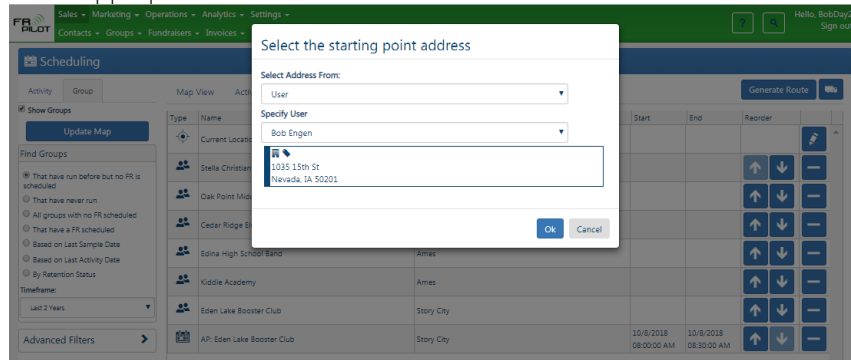 FR PILOT
Sales Marketing Operations Analytics Settings
Contacts Groups Fundraisers Invoices
? Hello, BobDay2
Sign out
Select the starting point address
Select Address From:
User
Specify User
Bob Engen
1035 15th St
Nevada, IA 50201
Ok Cancel
Scheduling
Activity Group
Show Groups
Update Map
Find Groups
That have run before but no FR is
scheduled
That have never run
All groups with no FR scheduled
That have a FR scheduled
Based on Last Sample Date
Based on Last Activity Date
By Retention Status
Timeframe:
Last 2 Years
Advanced Filters
Map View Acti
Generate Route
Type Name Start End Reorder
Current Locatio
Stella Christian
Oak Point Midd
Cedar Ridge El
Edina High School Band Ames
Kiddie Academy Ames
Eden Lake Booster Club Story City
AP: Eden Lake Booster Club Story City 10/8/2018 08:00:00 AM 10/8/2018 08:30:00 AM